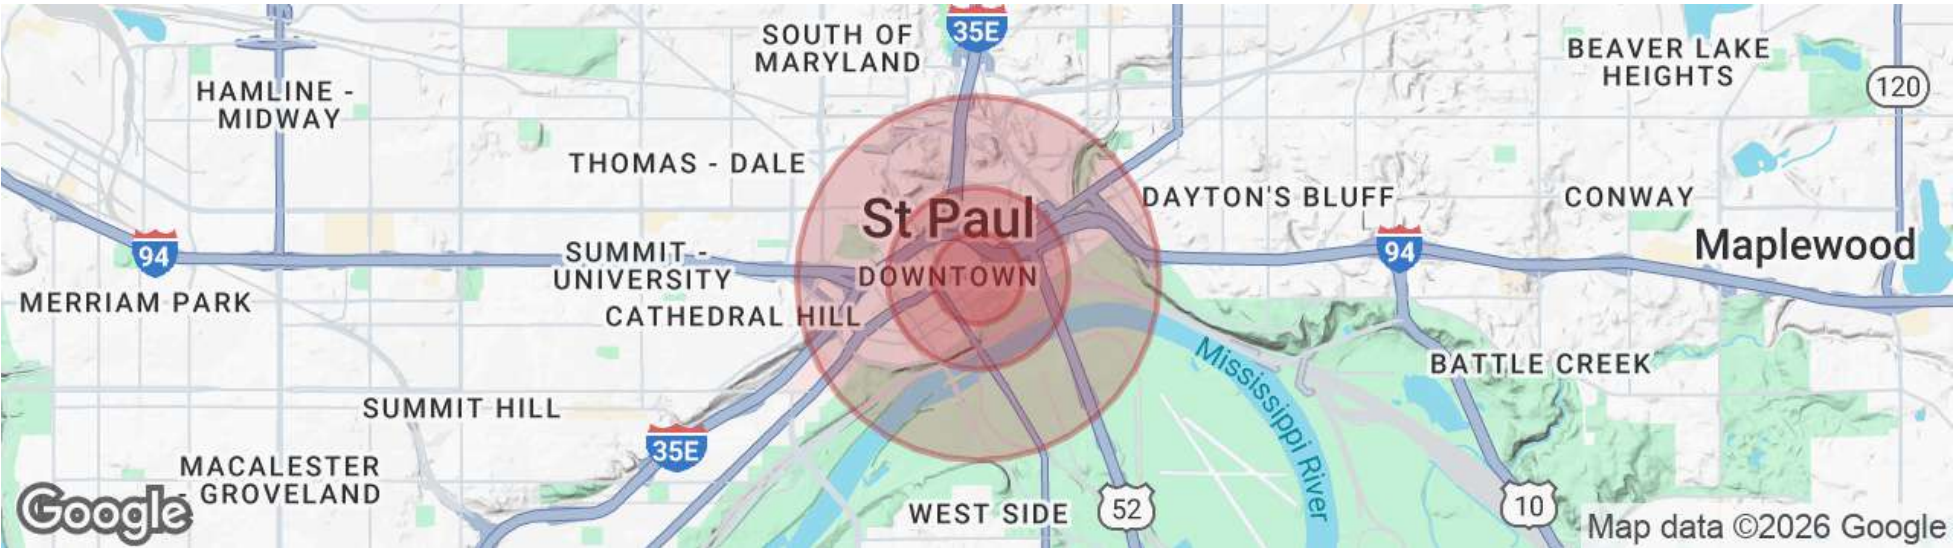 35E
SOUTH OF
MARYLAND
BEAVER LAKE
HEIGHTS
120
HAMLINE -
MIDWAY
THOMAS - DALE
St Paul
DAYTON'S BLUFF
CONWAY
94
SUMMIT -
UNIVERSITY
DOWNTOWN
94
Maplewood
MERRIAM PARK
CATHEDRAL HILL
Mississippi River
BATTLE CREEK
SUMMIT HILL
35E
MACALESTER
- GROVELAND
Google
WEST SIDE
52
10
Map data ©2026 Google